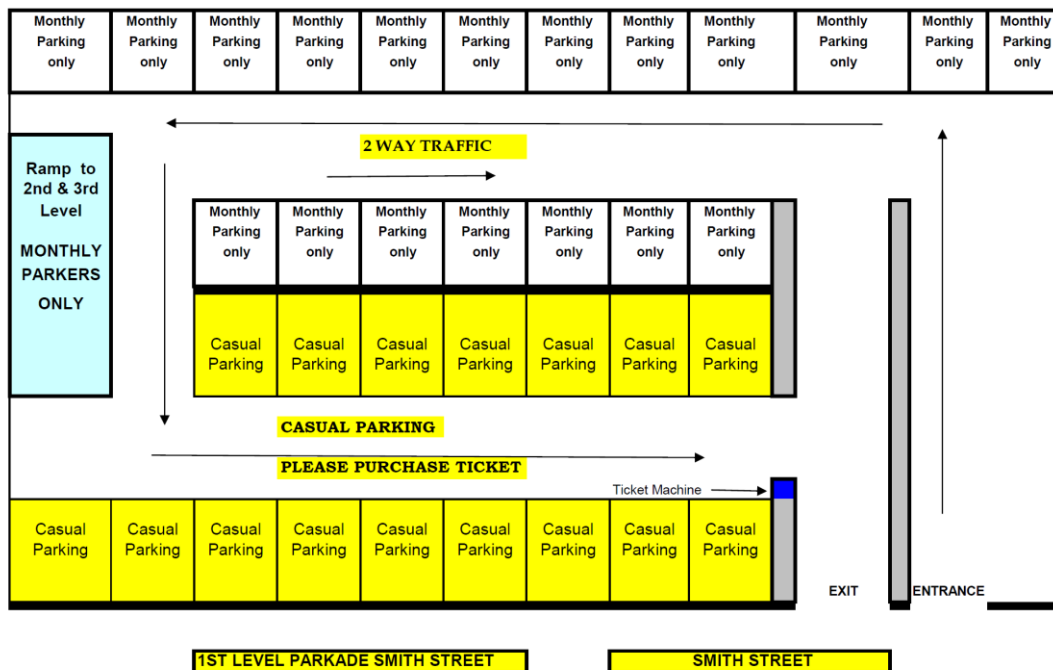 Monthly Parking only
Monthly Parking only
Monthly Parking only
Monthly Parking only
Monthly Parking only
Monthly Parking only
Monthly Parking only
Monthly Parking only
Monthly Parking only
Monthly Parking only
Monthly Parking only
Monthly Parking only
2 WAY TRAFFIC
Ramp to
2nd & 3rd
Level
MONTHLY
PARKERS
ONLY
Monthly Parking only
Monthly Parking only
Monthly Parking only
Monthly Parking only
Monthly Parking only
Monthly Parking only
Monthly Parking only
Casual Parking
Casual Parking
Casual Parking
Casual Parking
Casual Parking
Casual Parking
Casual Parking
CASUAL PARKING
PLEASE PURCHASE TICKET
Ticket Machine
Casual Parking
Casual Parking
Casual Parking
Casual Parking
Casual Parking
Casual Parking
Casual Parking
Casual Parking
Casual Parking
EXIT
ENTRANCE
1ST LEVEL PARKADE SMITH STREET
SMITH STREET